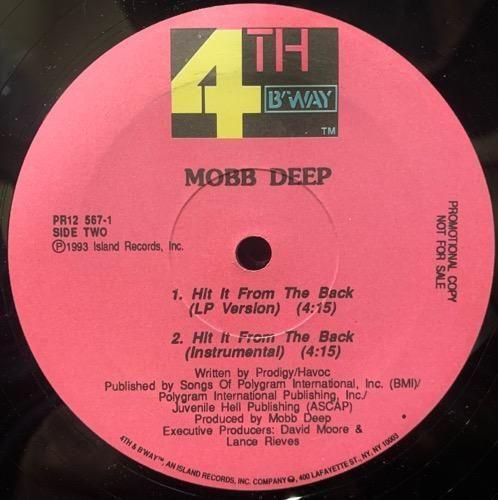 4TH
B'WAY
TM
MOBB DEEP
PR12 567-1
SIDE TWO
Ⓟ1993 Island Records, Inc.
PROMOTIONAL COPY
NOT FOR SALE
1. Hit It From The Back
(LP Version) (4:15)
2. Hit It From The Back
(Instrumental) (4:15)
Written by Prodigy/Havoc
Published by Songs Of Polygram International, Inc. (BMI)/
Polygram International Publishing, Inc./
Juvenile Hell Publishing (ASCAP)
Produced by Mobb Deep
Executive Producers: David Moore &
Lance Rieves
4TH & B'WAY™, AN ISLAND RECORDS, INC. COMPANY, 400 LAFAYETTE ST., NY, NY 10003